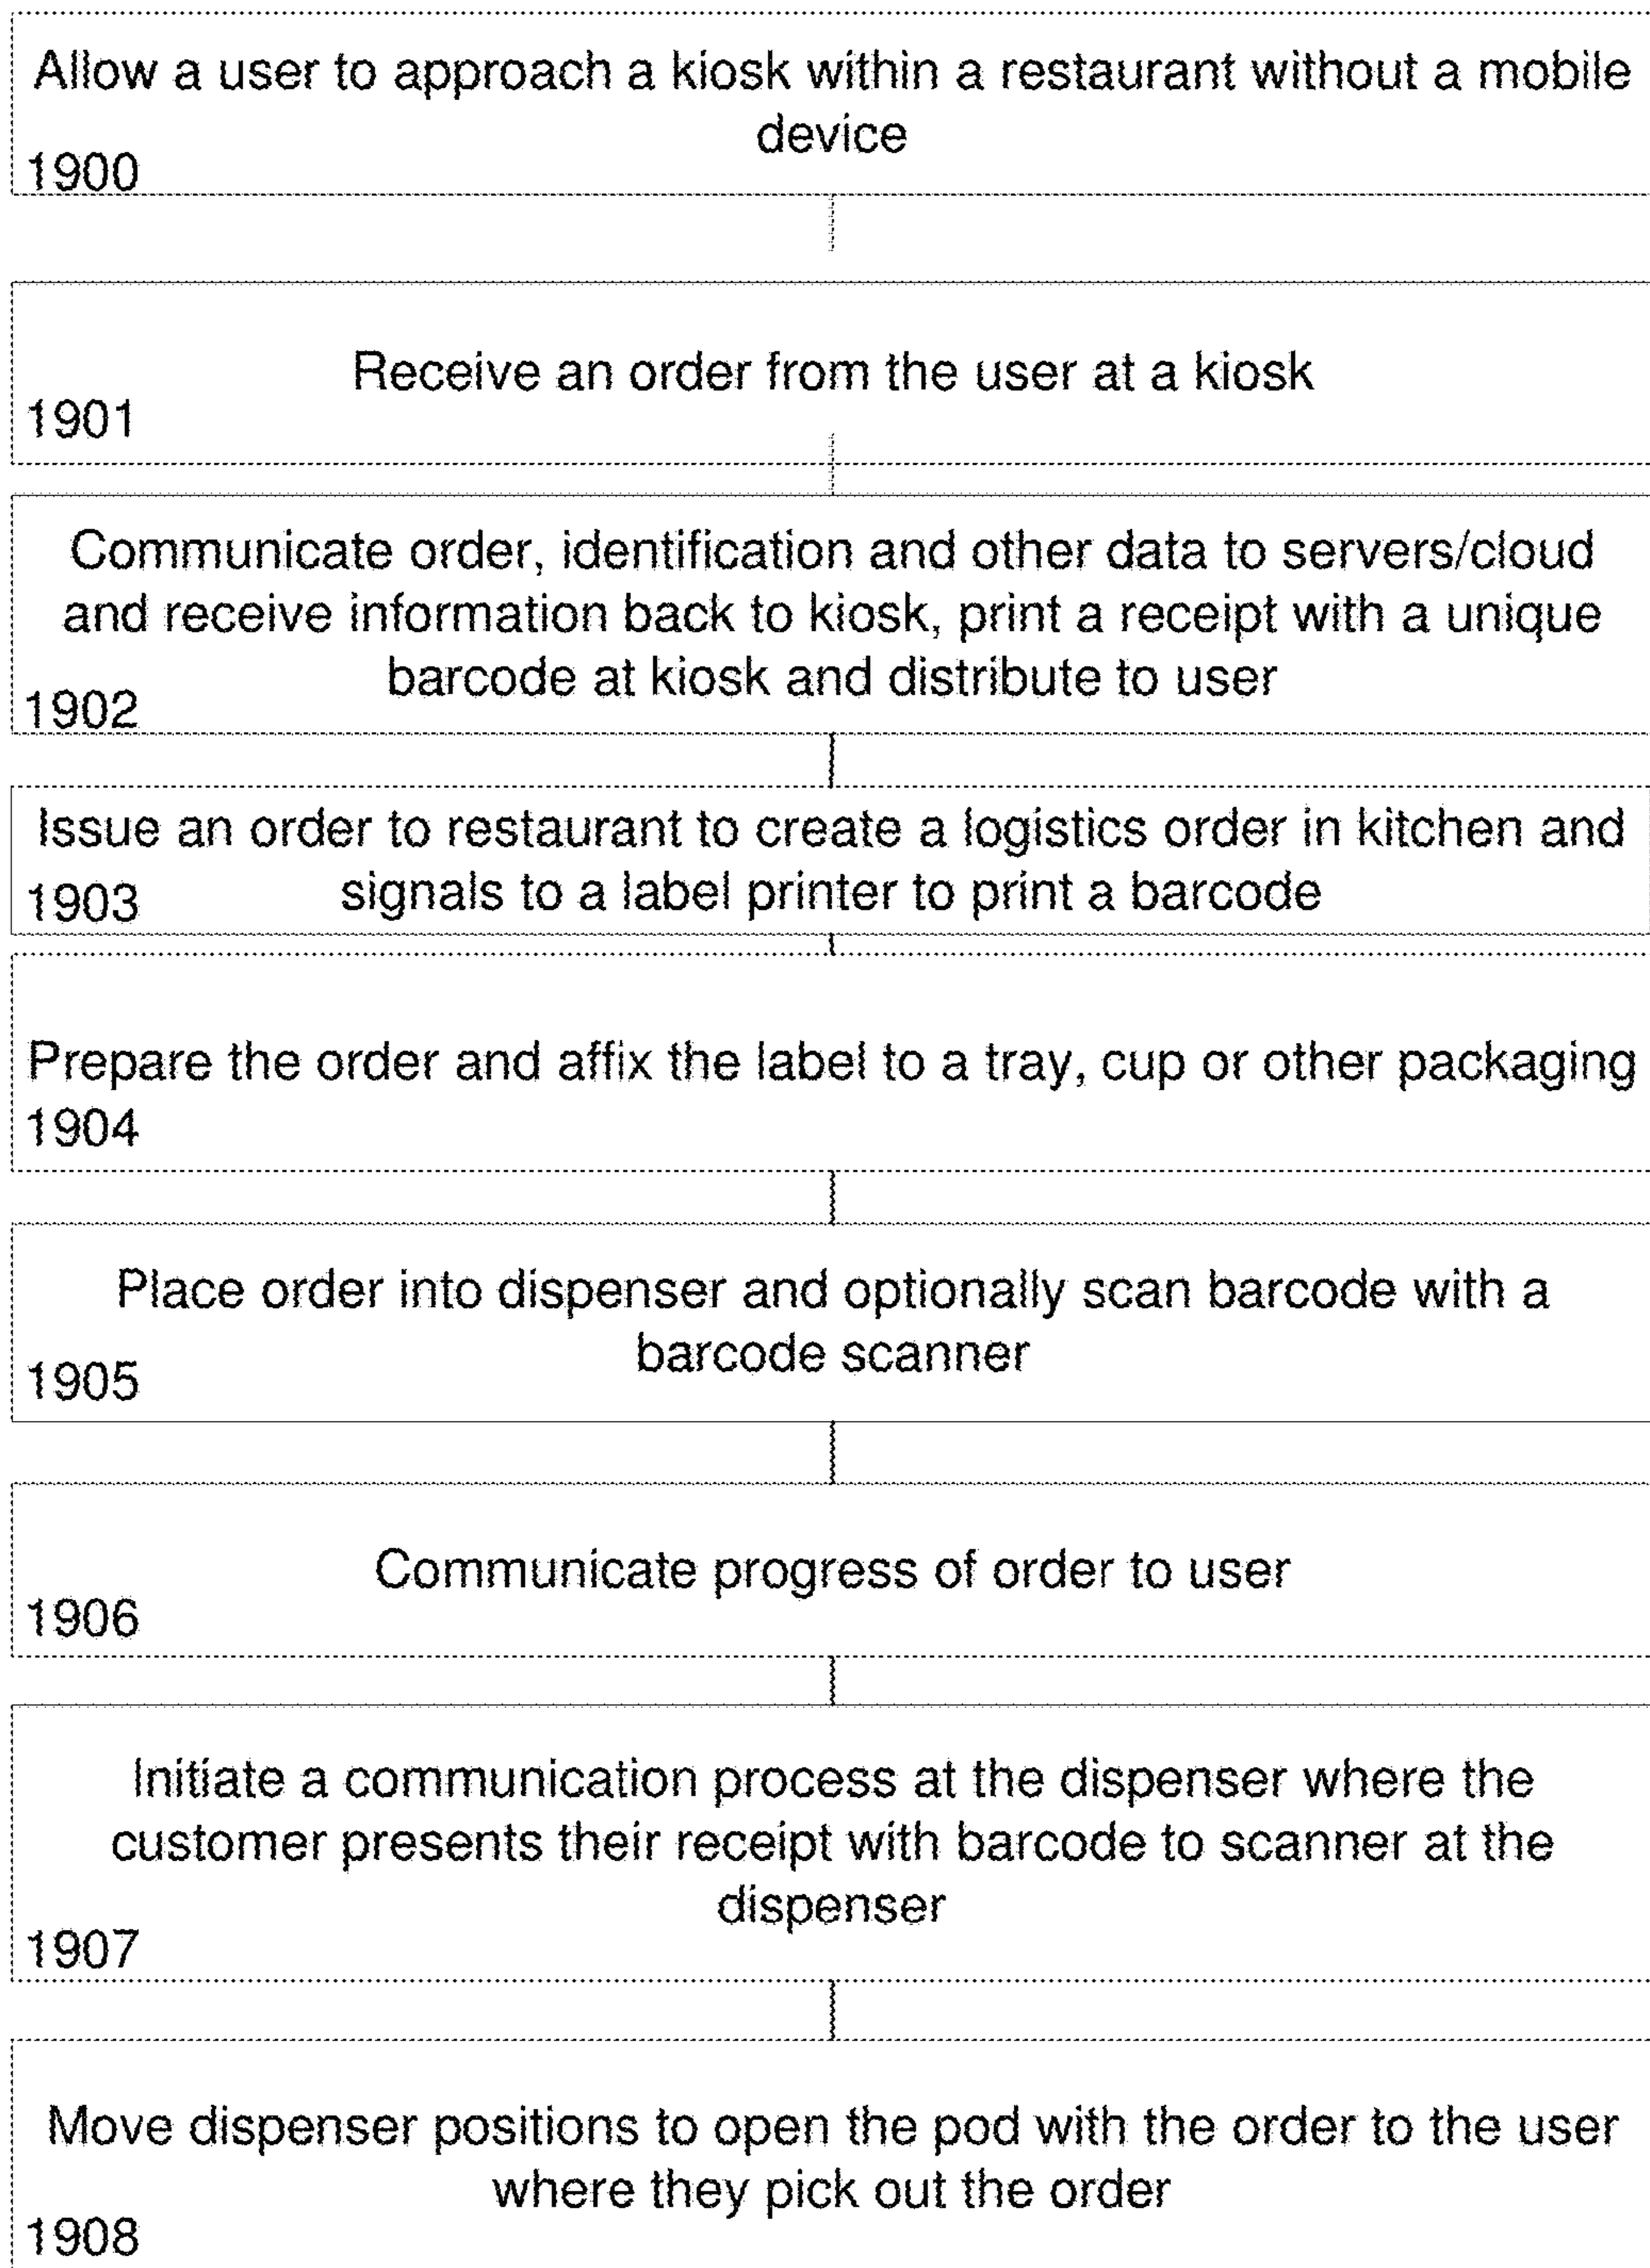 Allow a user to approach a kiosk within a restaurant without a mobile
device
1900
Receive an order from the user at a kiosk
1901
Communicate order, identification and other data to servers/cloud
and receive information back to kiosk, print a receipt with a unique
barcode at kiosk and distribute to user
1902
Issue an order to restaurant to create a logistics order in kitchen and
signals to a label printer to print a barcode
1903
Prepare the order and affix the label to a tray, cup or other packaging
1904
Place order into dispenser and optionally scan barcode with a
barcode scanner
1905
Communicate progress of order to user
1906
Initiate a communication process at the dispenser where the
customer presents their receipt with barcode to scanner at the
dispenser
1907
Move dispenser positions to open the pod with the order to the user
where they pick out the order
1908